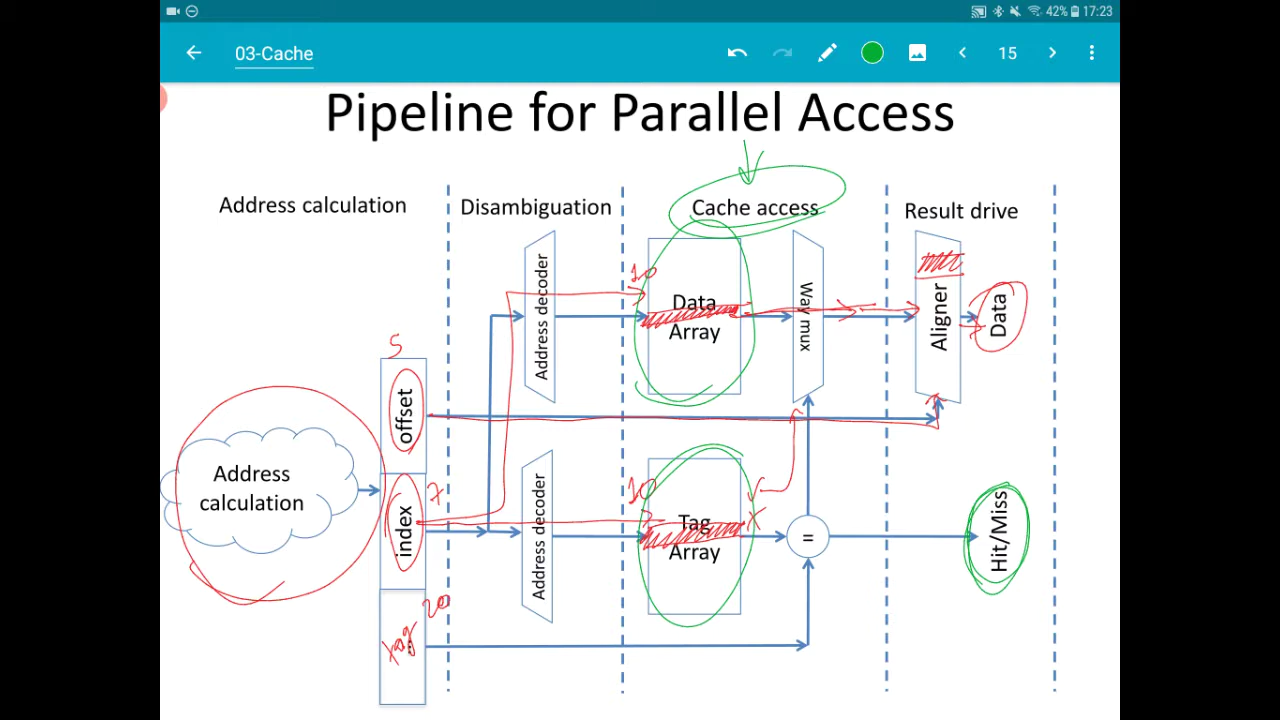 42% 17:23
03-Cache
15
Pipeline for Parallel Access
Address calculation
Disambiguation
Cache access
Result drive
Address decoder
10
Data
Array
Way mux
Aligner
Data
5
offset
Address
calculation
index
7
Address decoder
10
Tag
Array
=
Hit/Miss
20
tag